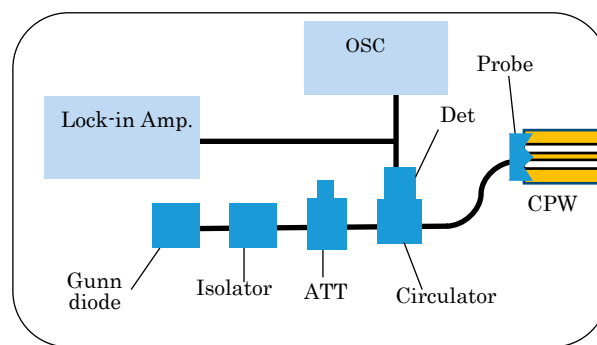 OSC
Probe
Lock-in Amp.
Det
CPW
Gunn
diode
Isolator
ATT
Circulator